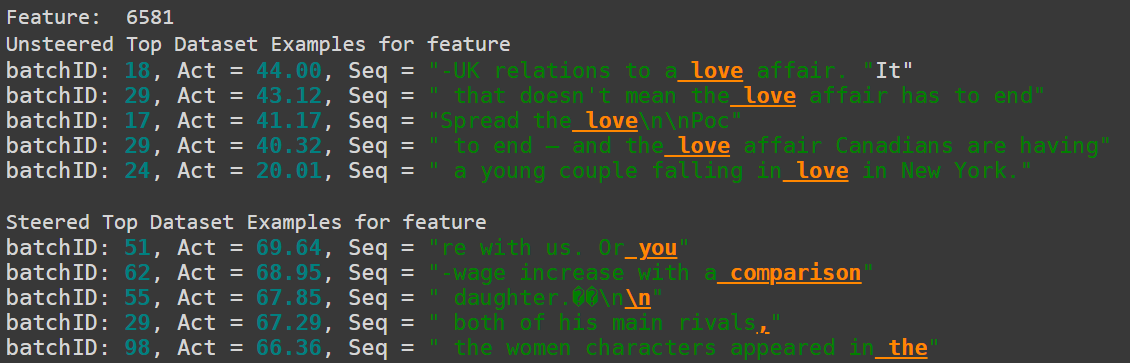 Feature:  6581
Unsteered Top Dataset Examples for feature
batchID: 18, Act = 44.00, Seq = "-UK relations to a love affair. "It"
batchID: 29, Act = 43.12, Seq = " that doesn't mean the love affair has to end"
batchID: 17, Act = 41.17, Seq = "Spread the love\n\nPoc"
batchID: 29, Act = 40.32, Seq = " to end – and the love affair Canadians are having"
batchID: 24, Act = 20.01, Seq = "  a young couple falling in love in New York."
Steered Top Dataset Examples for feature
batchID: 51, Act = 69.64, Seq = "re with us. Or you"
batchID: 62, Act = 68.95, Seq = "-wage increase with a comparison"
batchID: 55, Act = 67.85, Seq = " daughter.��\n\n"
batchID: 29, Act = 67.29, Seq = " both of his main rivals,"
batchID: 98, Act = 66.36, Seq = " the women characters appeared in the"